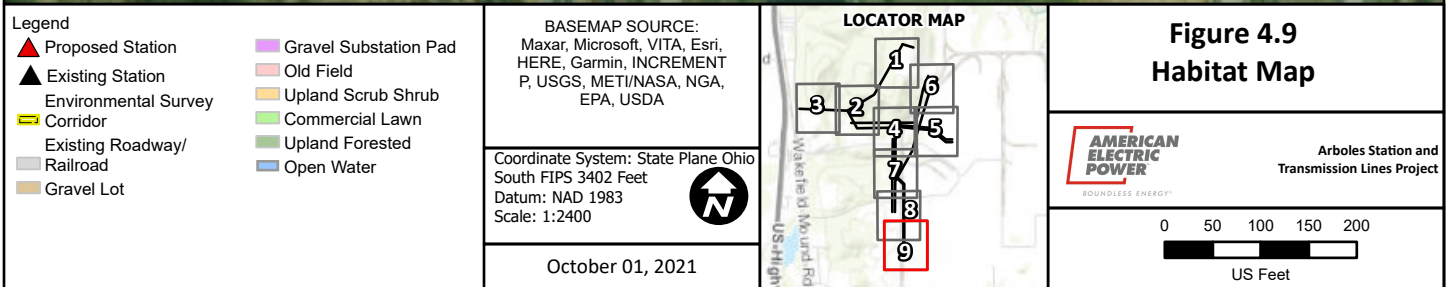 Legend
Proposed Station
Existing Station
Environmental Survey
Corridor
Existing Roadway/
Railroad
Gravel Lot
Gravel Substation Pad
Old Field
Upland Scrub Shrub
Commercial Lawn
Upland Forested
Open Water
BASEMAP SOURCE:
Maxar, Microsoft, VITA, Esri,
HERE, Garmin, INCREMENT
P, USGS, METI/NASA, NGA,
EPA, USDA
Coordinate System: State Plane Ohio
South FIPS 3402 Feet
Datum: NAD 1983
Scale: 1:2400
N
October 01, 2021
LOCATOR MAP
d
1
6
3
2
4
5
7
8
9
Wakefield Mound Rd
US-High
Figure 4.9
Habitat Map
AMERICAN
ELECTRIC
POWER
BOUNDLESS ENERGY™
Arboles Station and
Transmission Lines Project
0 50 100 150 200
US Feet